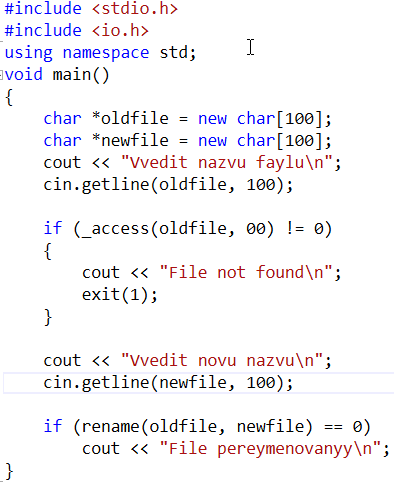 #include <stdio.h>
#include <io.h>
using namespace std;
void main()
{
char *oldfile = new char[100];
char *newfile = new char[100];
cout << "Vvedit nazvu faylu\n";
cin.getline(oldfile, 100);
if (_access(oldfile, 00) != 0)
{
cout << "File not found\n";
exit(1);
}
cout << "Vvedit novu nazvu\n";
cin.getline(newfile, 100);
if (rename(oldfile, newfile) == 0)
cout << "File pereymenovanyy\n";
}